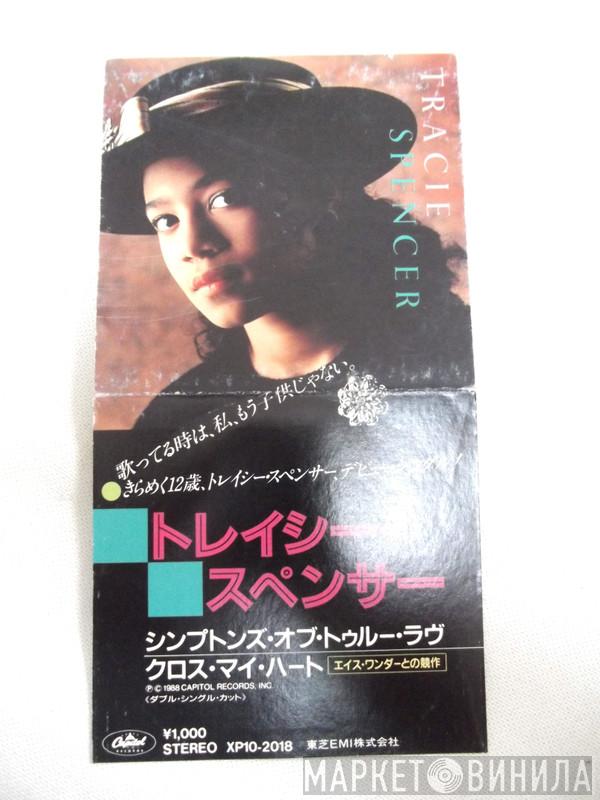 TRACIE
SPENCER
歌ってる時は、私、もう子供じゃない。
きらめく12歳、トレイシー・スペンサー、デビュー
トレイシー・
スペンサー
シンプトンズ・オブ・トゥルー・ラヴ
クロス・マイ・ハート エイス・ワンダーとの競作
Ⓟ© 1988 CAPITOL RECORDS, INC.
《ダブル・シングル・カット》
Capitol
RECORDS
¥1,000
STEREO XP10-2018 東芝EMI株式会社
МАРКЕТ ВИНИЛА